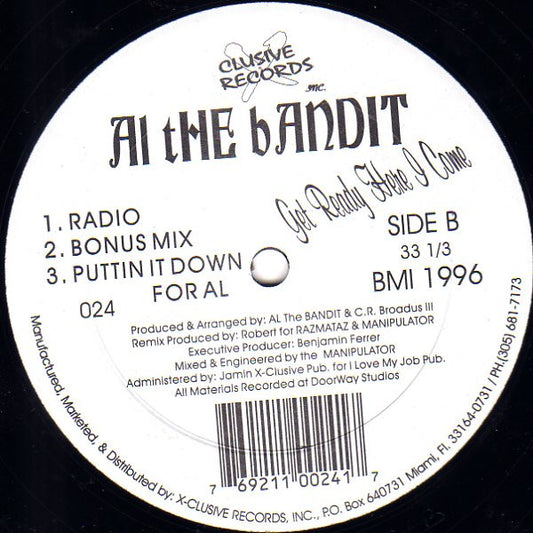 X
CLUSIVE
RECORDS
INC.
Al tHE bANDIT
Get Ready Here I Come
1. RADIO
2. BONUS MIX
3. PUTTIN IT DOWN
FOR AL
024
SIDE B
33 1/3
BMI 1996
Produced & Arranged by: AL The BANDIT & C.R. Broadus III
Remix Produced by: Robert for RAZMATAZ & MANIPULATOR
Executive Producer: Benjamin Ferrer
Mixed & Engineered by the MANIPULATOR
Administered by: Jamin X-Clusive Pub. for I Love My Job Pub.
All Materials Recorded at DoorWay Studios
7 69211 00241 7
Manufactured, Marketed, & Distributed by: X-CLUSIVE RECORDS, INC., P.O. Box 640731 Miami, Fl. 33164-0731 / PH.(305) 681-7173